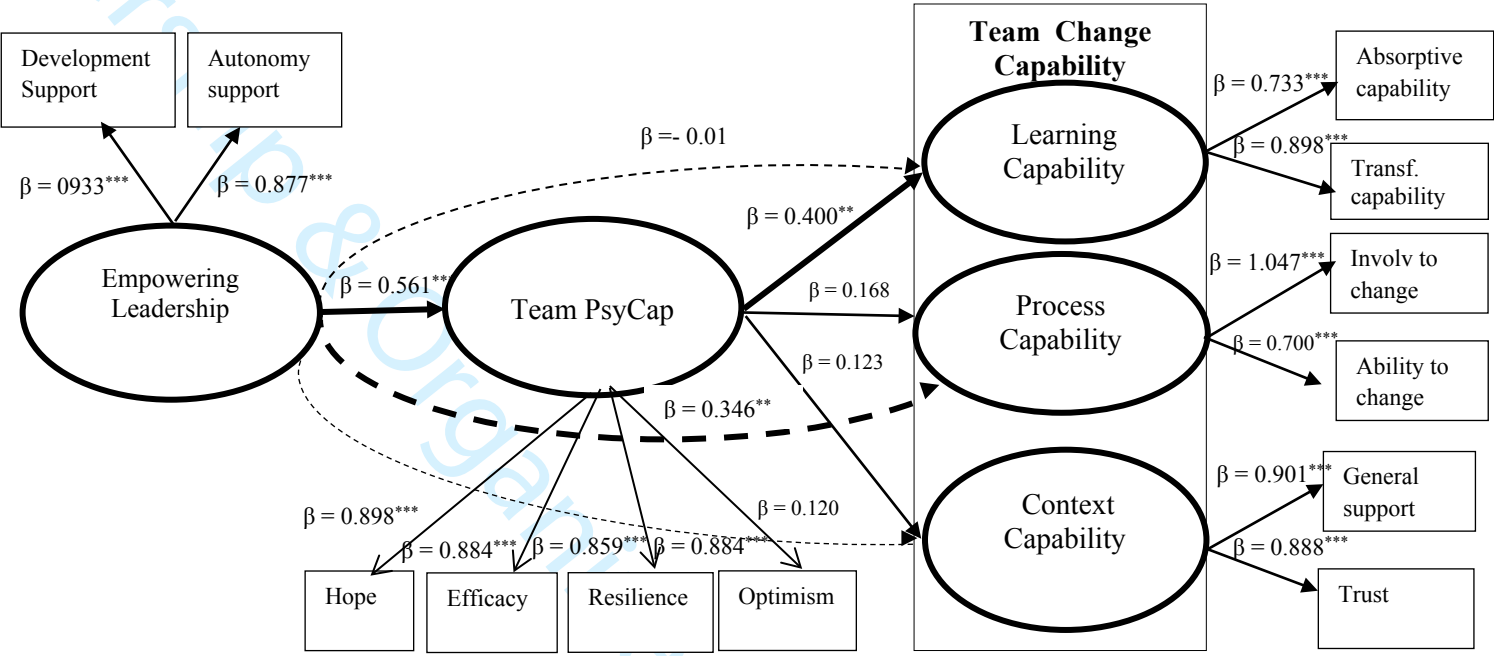 Development
Support
Autonomy
support
β = 0933***
β = 0.877***
Empowering
Leadership
β = 0.561***
Team PsyCap
β =- 0.01
β = 0.400**
β = 0.168
β = 0.123
β = 0.346**
β = 0.120
β = 0.898***
β = 0.884***
β = 0.859***
β = 0.884***
Hope
Efficacy
Resilience
Optimism
Team Change
Capability
Learning
Capability
Process
Capability
Context
Capability
β = 0.733***
β = 0.898***
β = 1.047***
β = 0.700***
β = 0.901***
β = 0.888***
Absorptive
capability
Transf.
capability
Involv to
change
Ability to
change
General
support
Trust
& Organi